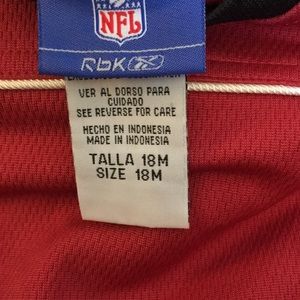 NFL
RBK
VER AL DORSO PARA
CUIDADO
SEE REVERSE FOR CARE
HECHO EN INDONESIA
MADE IN INDONESIA
TALLA 18M
SIZE 18M